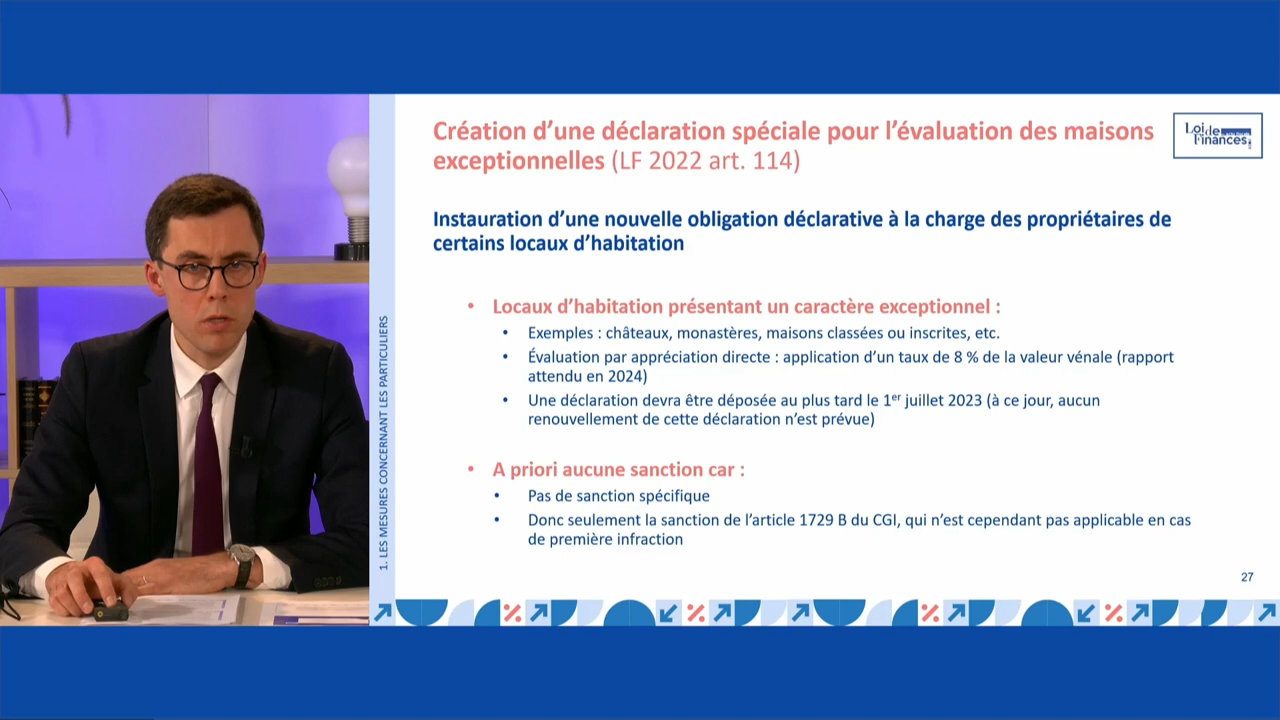 Création d’une déclaration spéciale pour l’évaluation des maisons
exceptionnelles (LF 2022 art. 114)
Loi de
Finances
Instauration d’une nouvelle obligation déclarative à la charge des propriétaires de
certains locaux d’habitation
• Locaux d’habitation présentant un caractère exceptionnel :
• Exemples : châteaux, monastères, maisons classées ou inscrites, etc.
• Évaluation par appréciation directe : application d’un taux de 8 % de la valeur vénale (rapport
attendu en 2024)
• Une déclaration devra être déposée au plus tard le 1er juillet 2023 (à ce jour, aucun
renouvellement de cette déclaration n’est prévue)
• A priori aucune sanction car :
• Pas de sanction spécifique
• Donc seulement la sanction de l’article 1729 B du CGI, qui n’est cependant pas applicable en cas
de première infraction
1. LES MESURES CONCERNANT LES PARTICULIERS
27